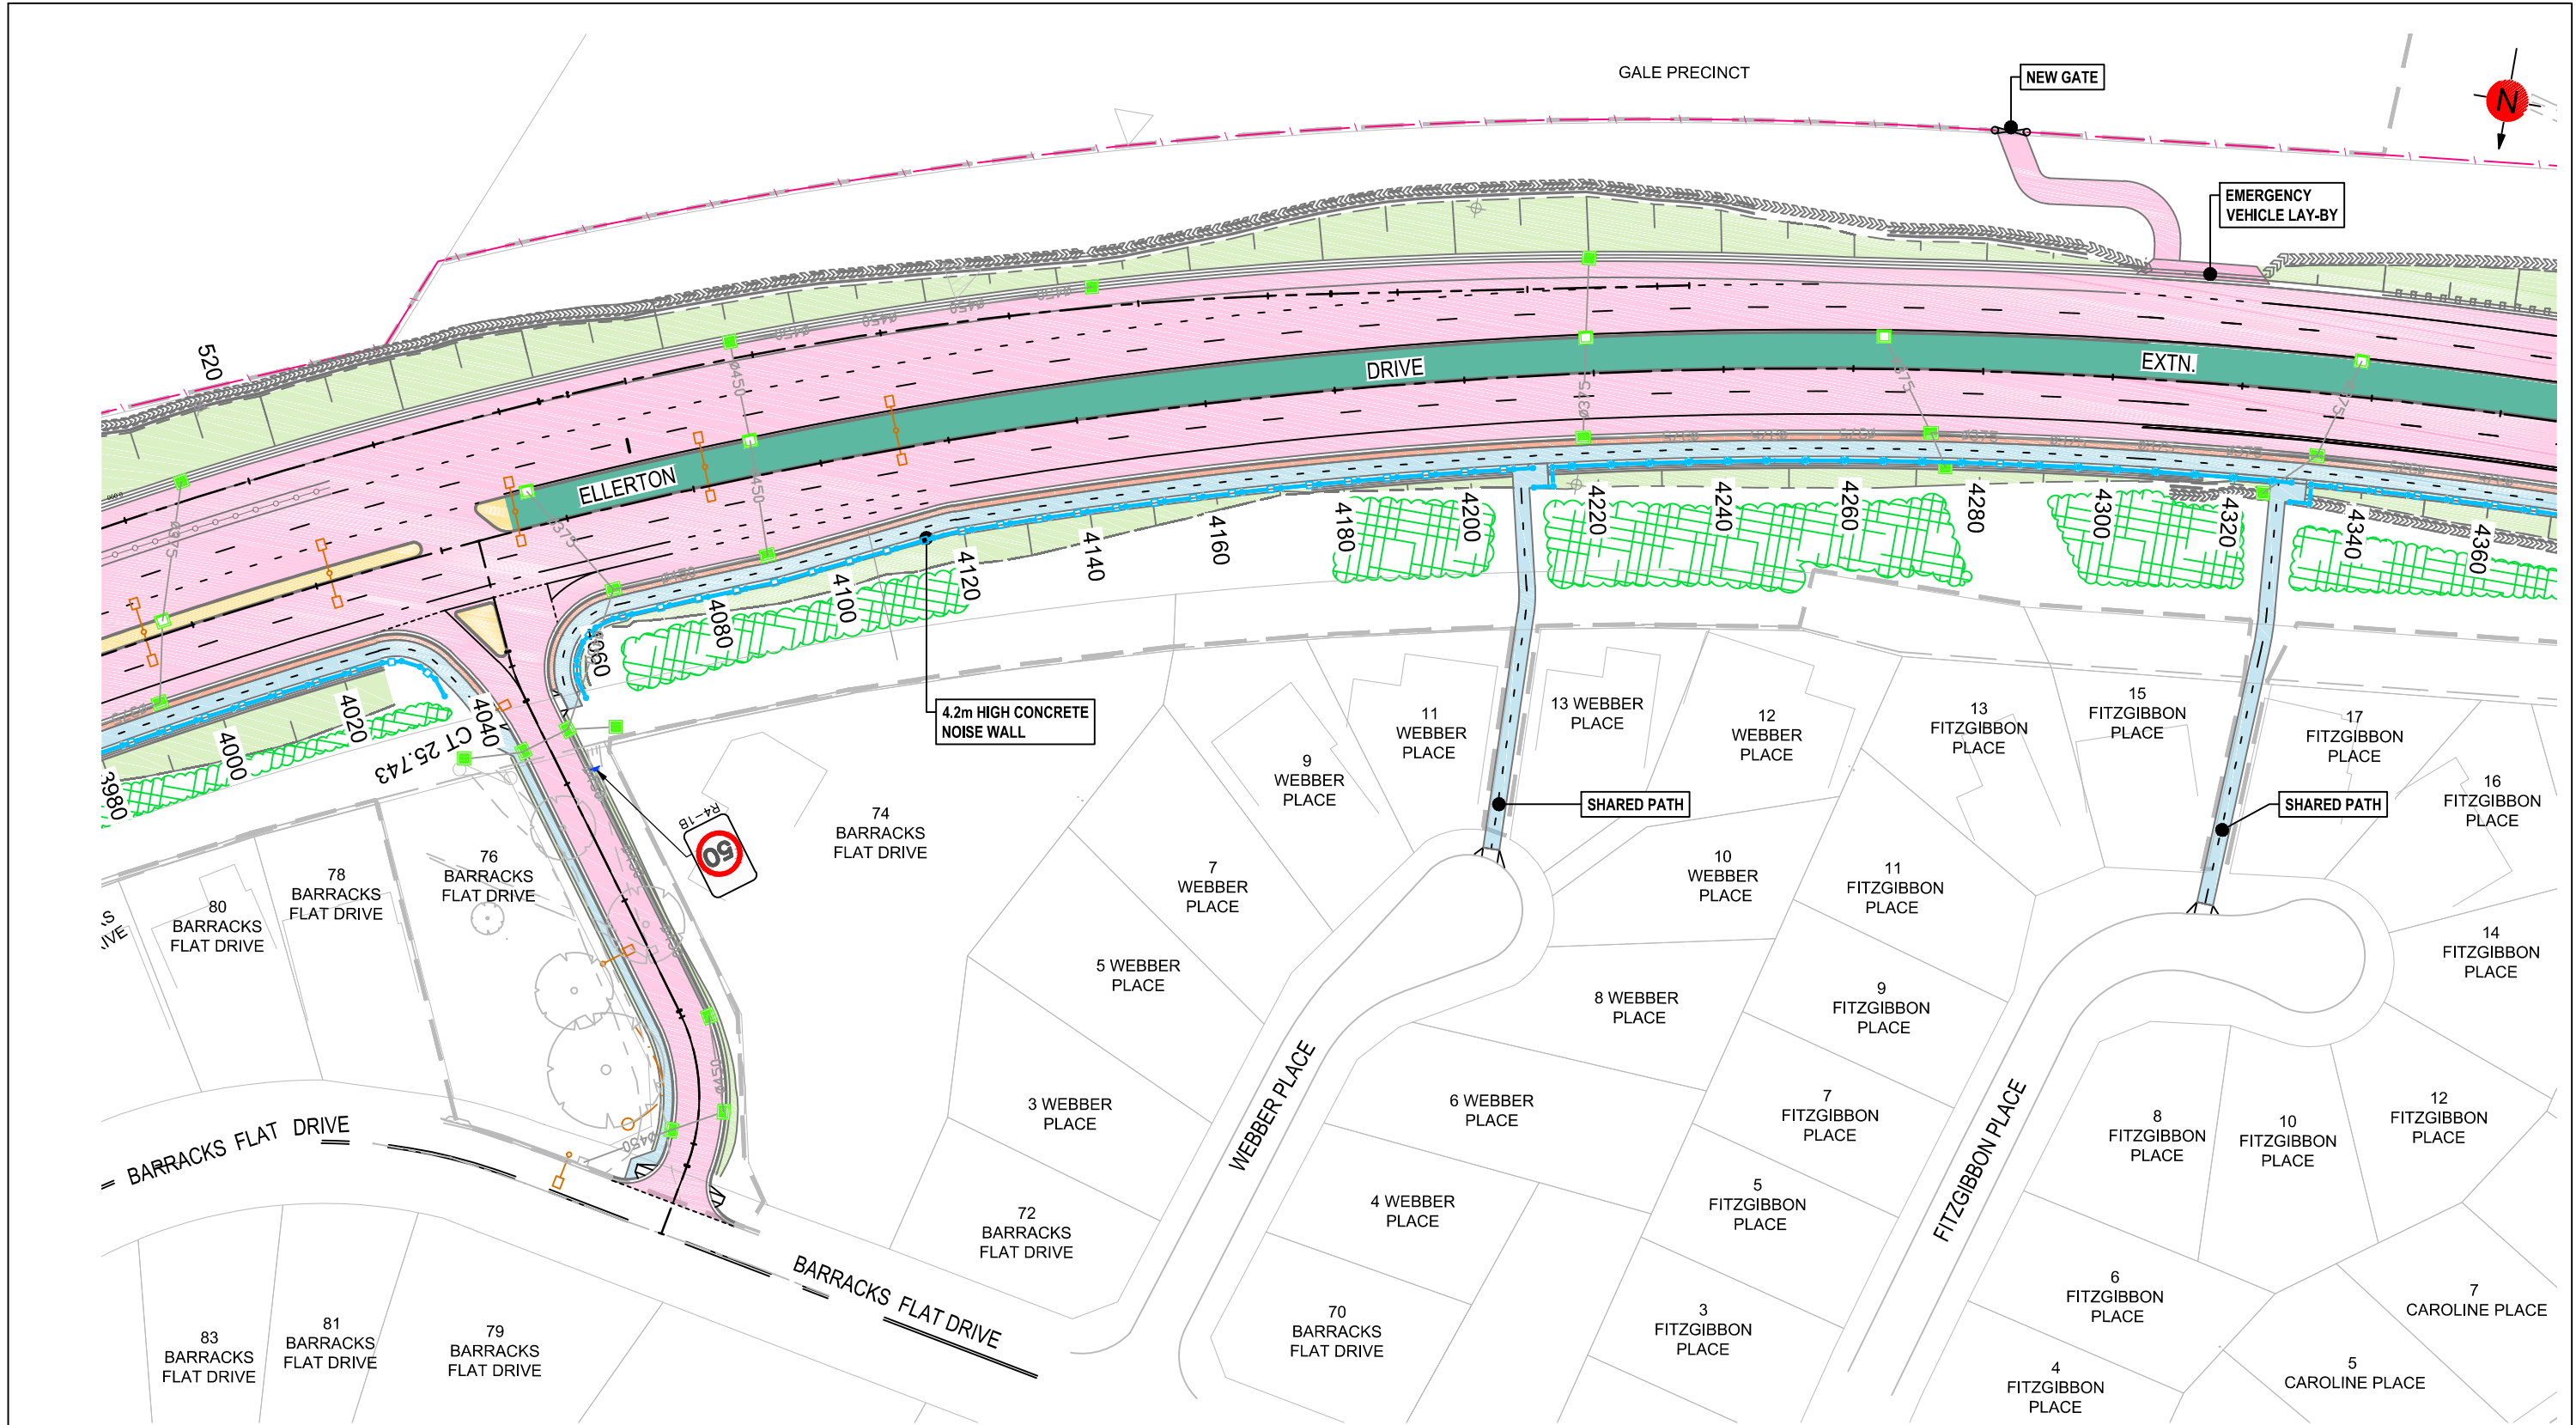 GALE PRECINCT
NEW GATE
N
EMERGENCY
VEHICLE LAY-BY
520
ELLERTON
DRIVE
EXTN.
Ø450
Ø450
Ø450
Ø450
Ø450
Ø375
Ø375
3980
4000
4020
4040
4060
4080
4100
4120
4140
4160
4180
4200
4220
4240
4260
4280
4300
4320
4340
4360
CT 25.743
4.2m HIGH CONCRETE
NOISE WALL
R4-1B
50
SHARED PATH
SHARED PATH
80
BARRACKS
FLAT DRIVE
78
BARRACKS
FLAT DRIVE
76
BARRACKS
FLAT DRIVE
74
BARRACKS
FLAT DRIVE
9
WEBBER
PLACE
11
WEBBER
PLACE
13 WEBBER
PLACE
12
WEBBER
PLACE
13
FITZGIBBON
PLACE
15
FITZGIBBON
PLACE
17
FITZGIBBON
PLACE
16
FITZGIBBON
PLACE
7
WEBBER
PLACE
10
WEBBER
PLACE
11
FITZGIBBON
PLACE
14
FITZGIBBON
PLACE
5 WEBBER
PLACE
8 WEBBER
PLACE
9
FITZGIBBON
PLACE
3 WEBBER
PLACE
6 WEBBER
PLACE
7
FITZGIBBON
PLACE
8
FITZGIBBON
PLACE
10
FITZGIBBON
PLACE
12
FITZGIBBON
PLACE
BARRACKS FLAT DRIVE
WEBBER PLACE
FITZGIBBON PLACE
72
BARRACKS
FLAT DRIVE
4 WEBBER
PLACE
5
FITZGIBBON
PLACE
BARRACKS FLAT DRIVE
Ø450
Ø450
83
BARRACKS
FLAT DRIVE
81
BARRACKS
FLAT DRIVE
79
BARRACKS
FLAT DRIVE
70
BARRACKS
FLAT DRIVE
3
FITZGIBBON
PLACE
6
FITZGIBBON
PLACE
7
CAROLINE PLACE
4
FITZGIBBON
PLACE
5
CAROLINE PLACE